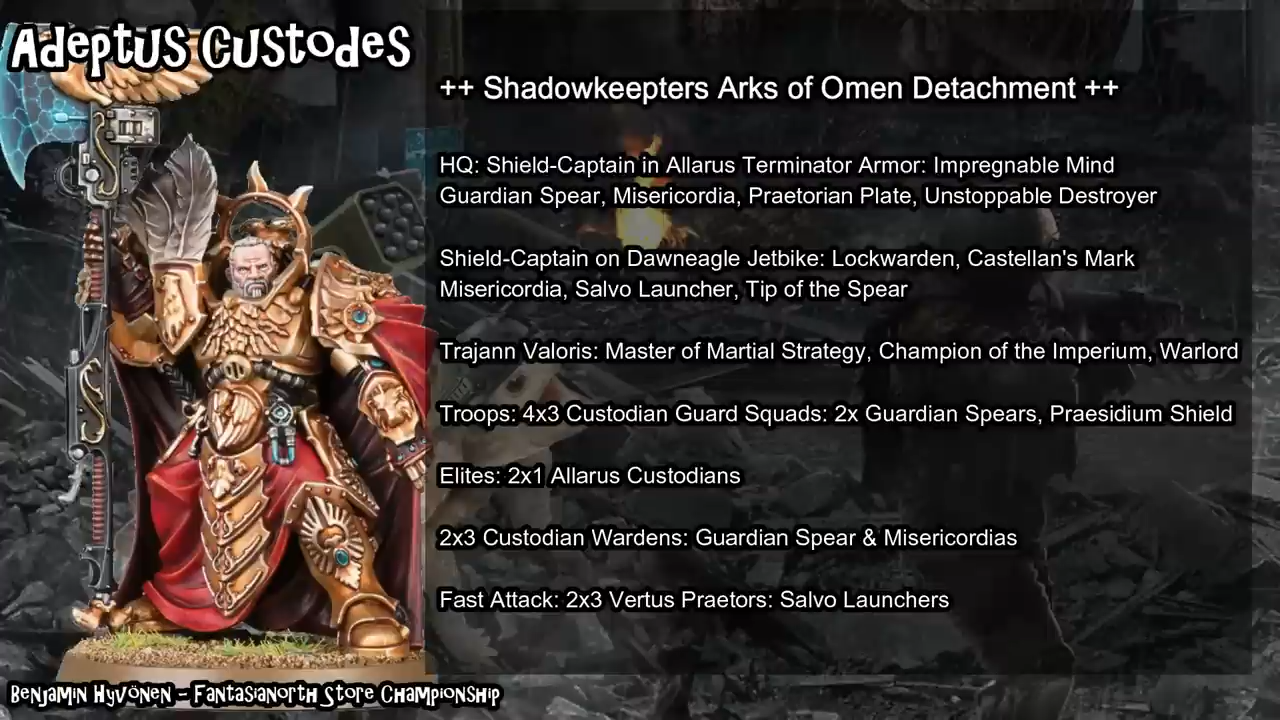 Adeptus Custodes
++ Shadowkeepters Arks of Omen Detachment ++
HQ: Shield-Captain in Allarus Terminator Armor: Impregnable Mind
Guardian Spear, Misericordia, Praetorian Plate, Unstoppable Destroyer
Shield-Captain on Dawneagle Jetbike: Lockwarden, Castellan's Mark
Misericordia, Salvo Launcher, Tip of the Spear
Trajann Valoris: Master of Martial Strategy, Champion of the Imperium, Warlord
Troops: 4x3 Custodian Guard Squads: 2x Guardian Spears, Praesidium Shield
Elites: 2x1 Allarus Custodians
2x3 Custodian Wardens: Guardian Spear & Misericordias
Fast Attack: 2x3 Vertus Praetors: Salvo Launchers
Benjamin Hyvönen - Fantasianorth Store Championship